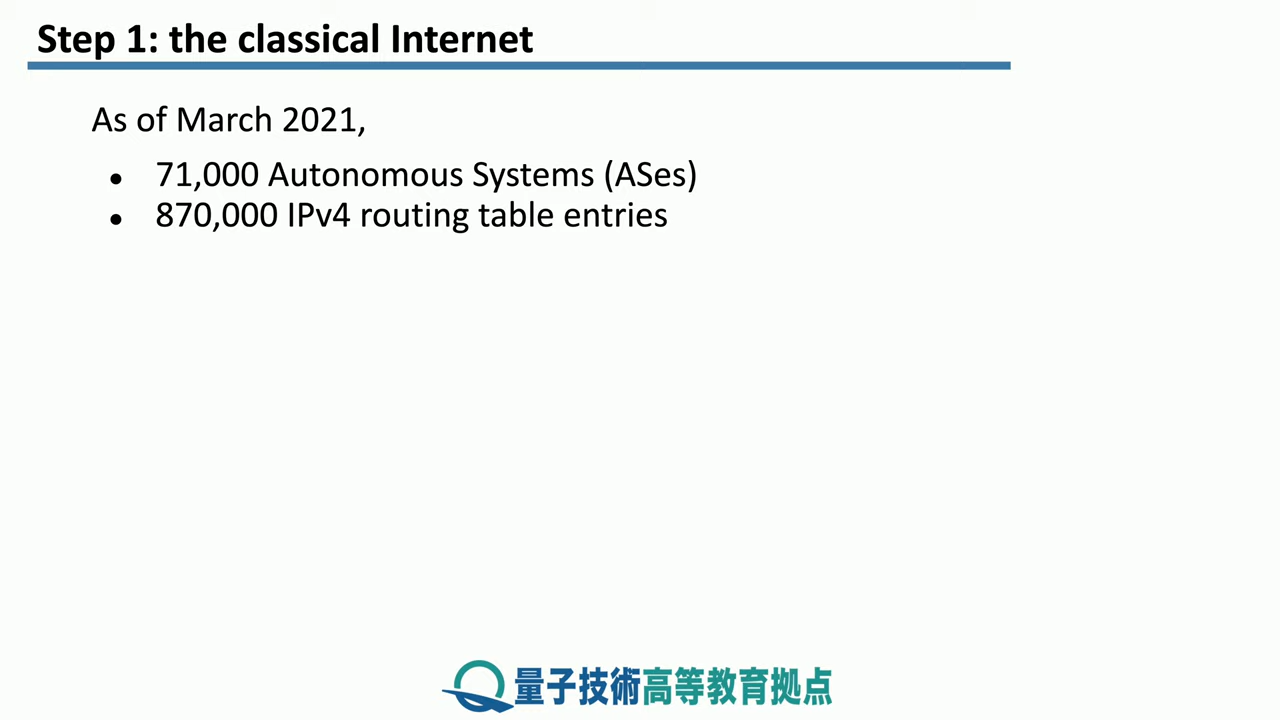 Step 1: the classical Internet
As of March 2021,
● 71,000 Autonomous Systems (ASes)
● 870,000 IPv4 routing table entries
量子技術高等教育拠点